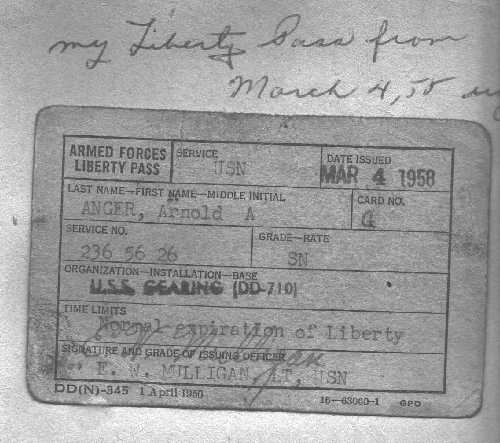 my Liberty Pass from
March 4, 58
ARMED FORCES LIBERTY PASS
SERVICE
USN
DATE ISSUED
MAR 4 1958
LAST NAME—FIRST NAME—MIDDLE INITIAL
ANGER, Arnold A
CARD NO.
G
SERVICE NO.
236 56 26
GRADE—RATE
SN
ORGANIZATION—INSTALLATION—BASE
U.S.S. GEARING (DD-710)
TIME LIMITS
Normal expiration of Liberty
SIGNATURE AND GRADE OF ISSUING OFFICER
E. W. MULLIGAN, LT, USN
DD(N)-345 1 April 1950 16—63060-1 GPO